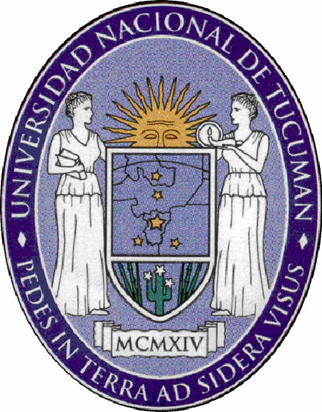 UNIVERSIDAD NACIONAL DE TUCUMAN
PEDES IN TERRA AD SIDERA VISUS
MCMXIV